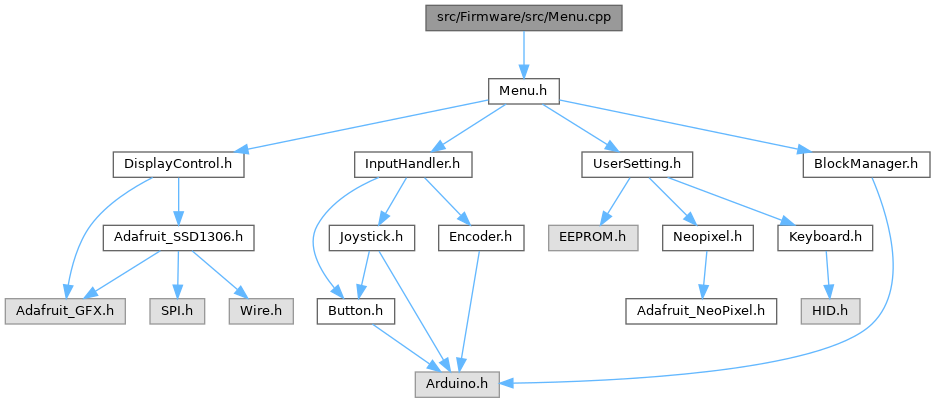 src/Firmware/src/Menu.cpp
Menu.h
DisplayControl.h
InputHandler.h
UserSetting.h
BlockManager.h
Adafruit_SSD1306.h
Joystick.h
Encoder.h
EEPROM.h
Neopixel.h
Keyboard.h
Adafruit_GFX.h
SPI.h
Wire.h
Button.h
Adafruit_NeoPixel.h
HID.h
Arduino.h